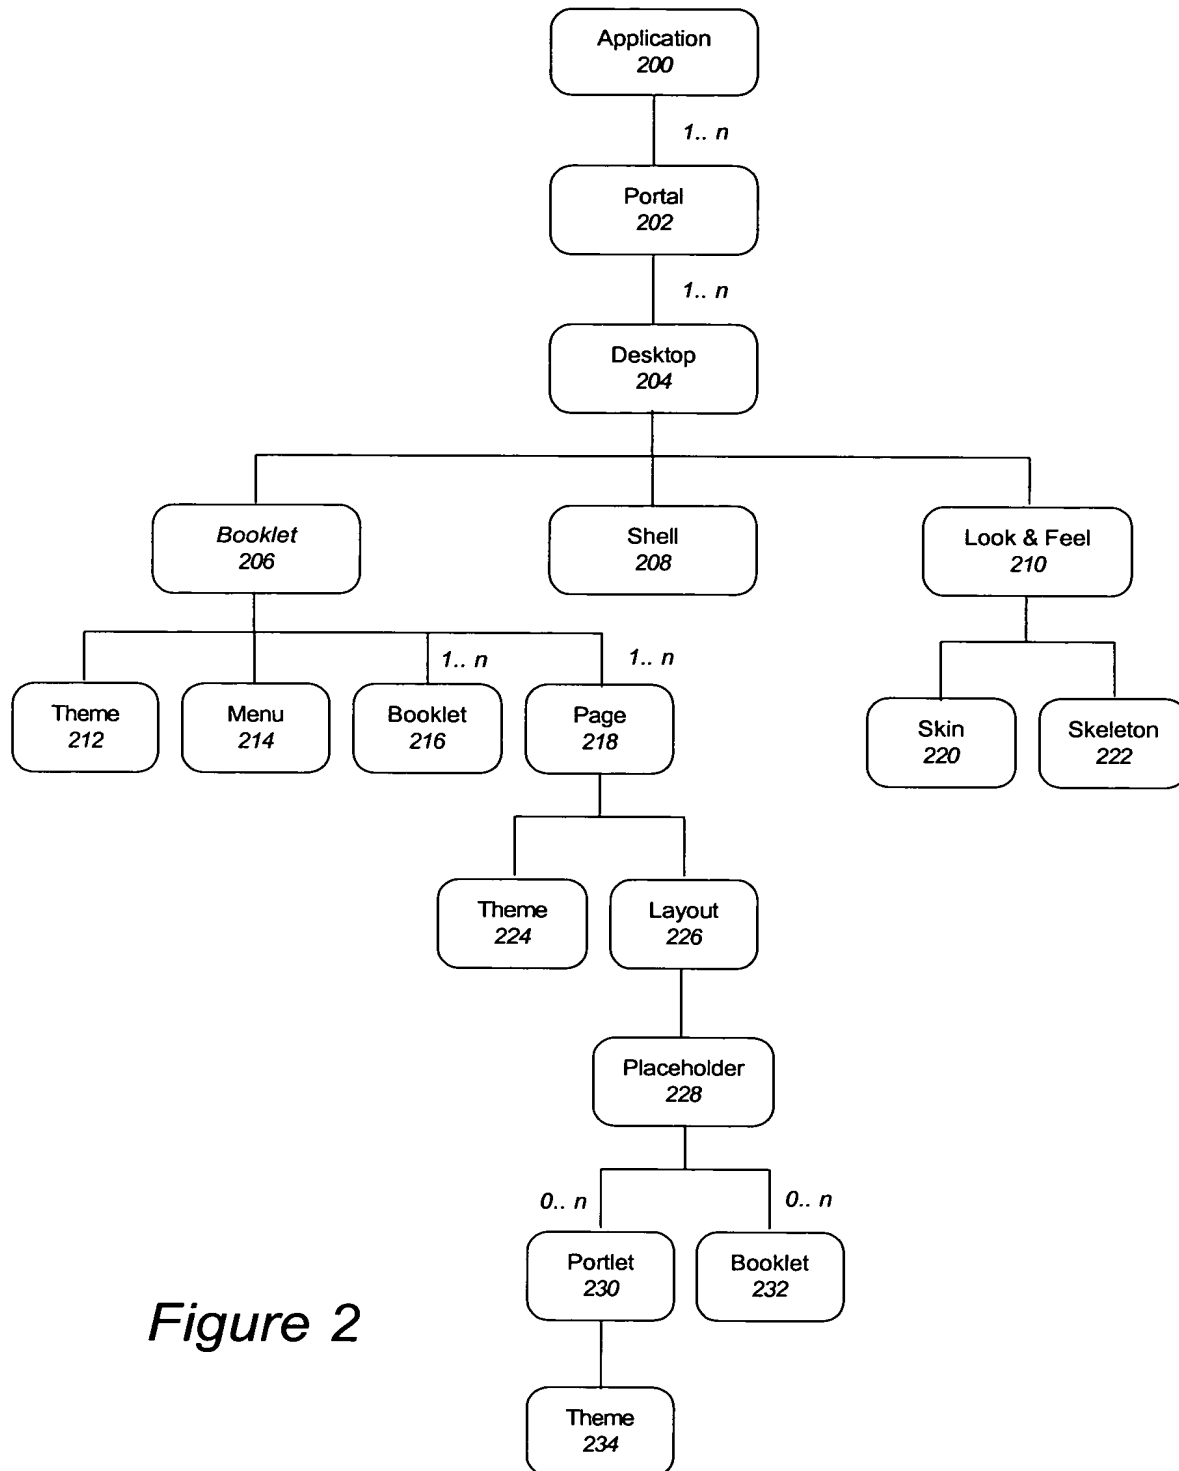 Application
200
1.. n
Portal
202
1.. n
Desktop
204
Booklet
206
Shell
208
Look & Feel
210
1.. n
1.. n
Theme
212
Menu
214
Booklet
216
Page
218
Skin
220
Skeleton
222
Theme
224
Layout
226
Placeholder
228
0.. n
0.. n
Portlet
230
Booklet
232
Figure 2
Theme
234